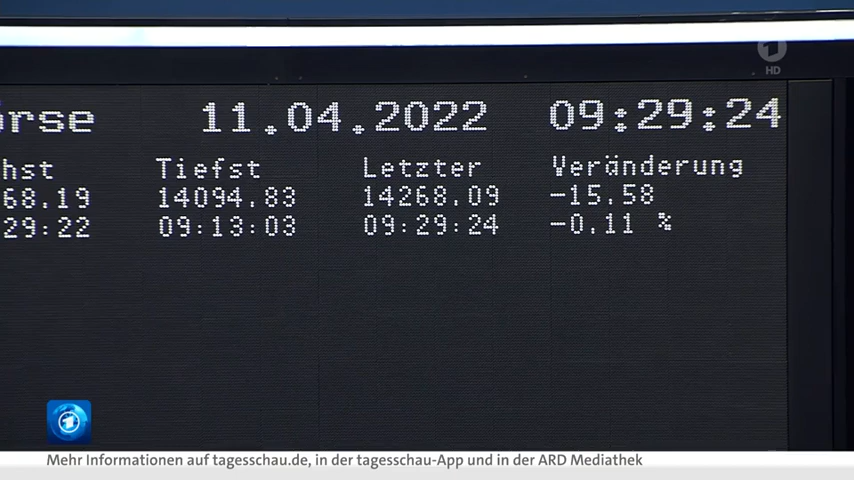 HD
örse 11.04.2022 09:29:24
hst Tiefst Letzter Veränderung
68.19 14094.83 14268.09 -15.58
29:22 09:13:03 09:29:24 -0.11 %
Mehr Informationen auf tagesschau.de, in der tagesschau-App und in der ARD Mediathek